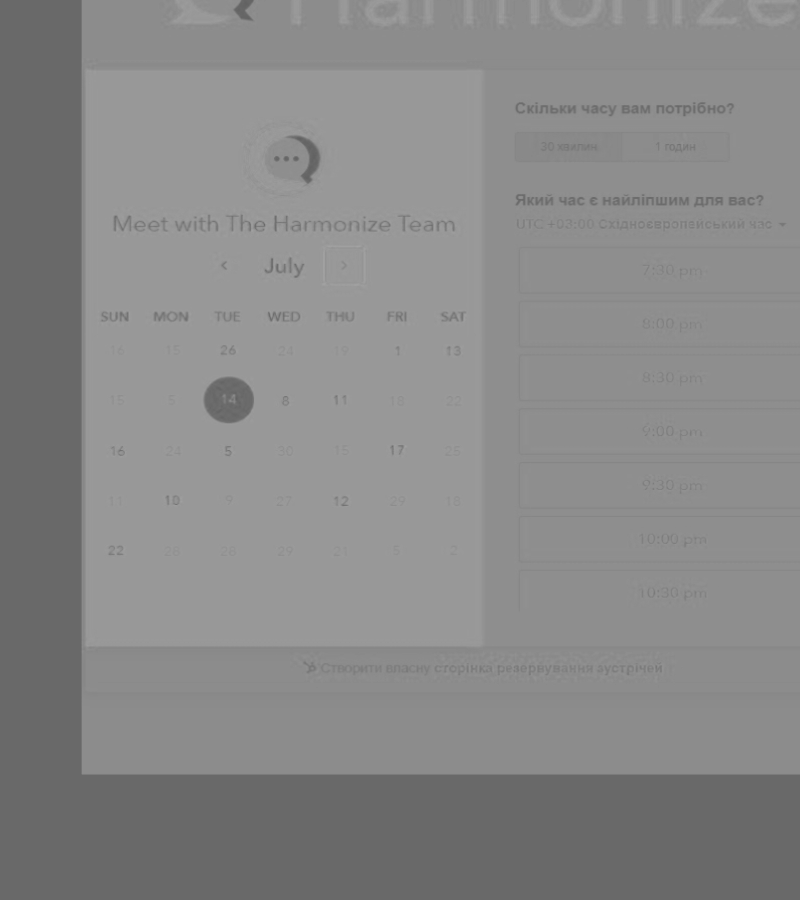 Harmonize
Meet with The Harmonize Team
July
SUN MON TUE WED THU FRI SAT
16 15 26 24 19 1 13
15 5 14 8 11 18 22
16 24 5 30 15 17 25
11 10 9 27 12 29 18
22 28 28 29 21 5 2
Скільки часу вам потрібно?
30 хвилин 1 годин
Який час є найліпшим для вас?
UTC +03:00 Східноєвропейський час
7:30 pm
8:00 pm
8:30 pm
9:00 pm
9:30 pm
10:00 pm
10:30 pm
Створити власну сторінка резервування зустрічей